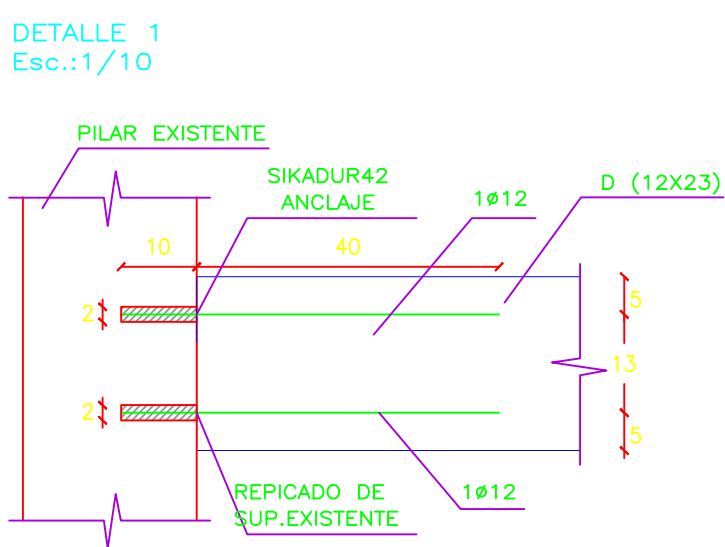 DETALLE 1
Esc.:1/10
PILAR EXISTENTE
SIKADUR42
ANCLAJE
1ø12
D (12X23)
10
40
2
5
13
2
5
REPICADO DE
SUP.EXISTENTE
1ø12